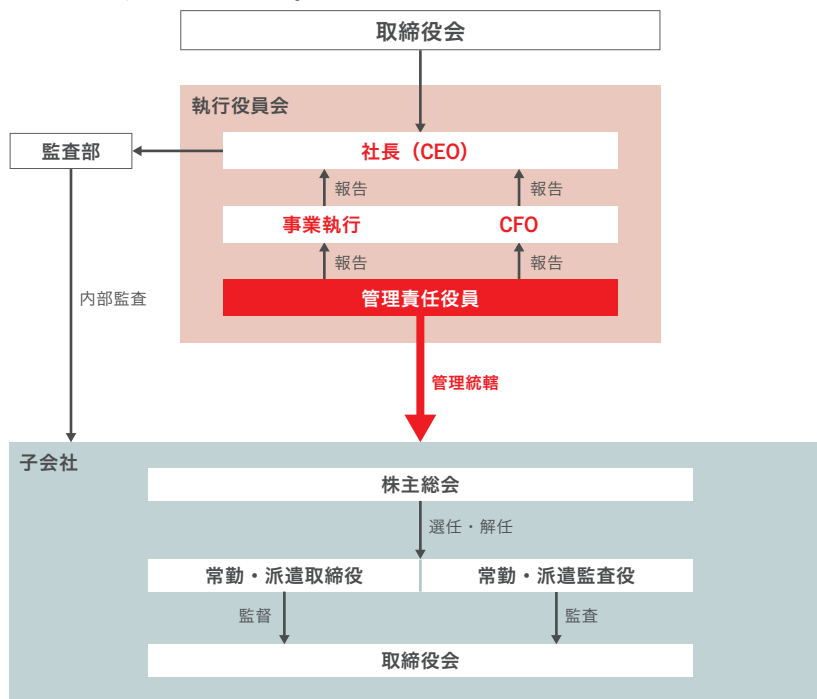 取締役会
執行役員会
監査部
社長（CEO）
報告
報告
事業執行
CFO
報告
報告
管理責任役員
内部監査
管理統轄
子会社
株主総会
選任・解任
常勤・派遣取締役
常勤・派遣監査役
監督
監査
取締役会